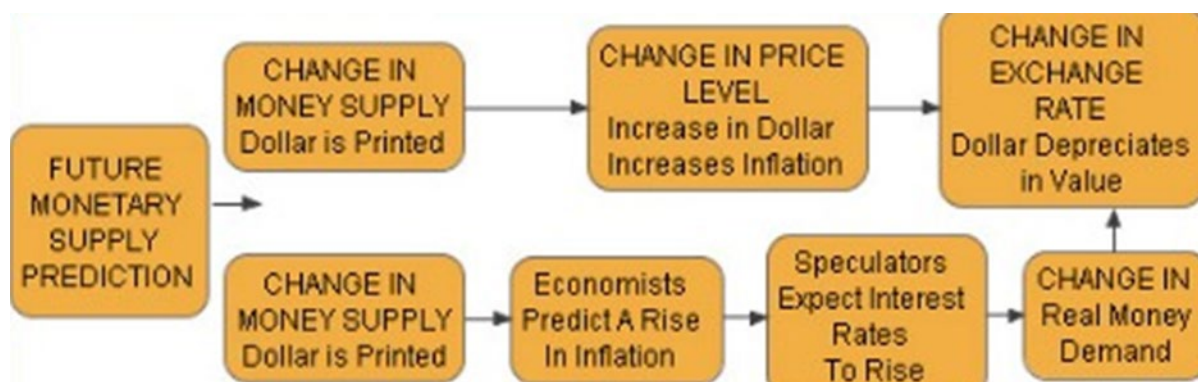 FUTURE
MONETARY
SUPPLY
PREDICTION
CHANGE IN
MONEY SUPPLY
Dollar is Printed
CHANGE IN PRICE
LEVEL
Increase in Dollar
Increases Inflation
CHANGE IN
EXCHANGE
RATE
Dollar Depreciates
in Value
CHANGE IN
MONEY SUPPLY
Dollar is Printed
Economists
Predict A Rise
In Inflation
Speculators
Expect Interest
Rates
To Rise
CHANGE IN
Real Money
Demand